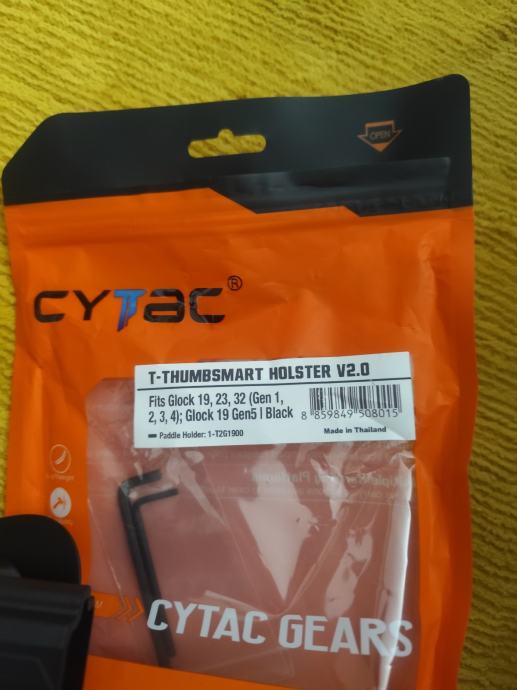 OPEN
CYTAC®
T-THUMBSMART HOLSTER V2.0
Fits Glock 19, 23, 32 (Gen 1,
2, 3, 4); Glock 19 Gen5 | Black
8 859849 508015
Paddle Holder: 1-T2G1900
Made in Thailand
CYTAC GEARS